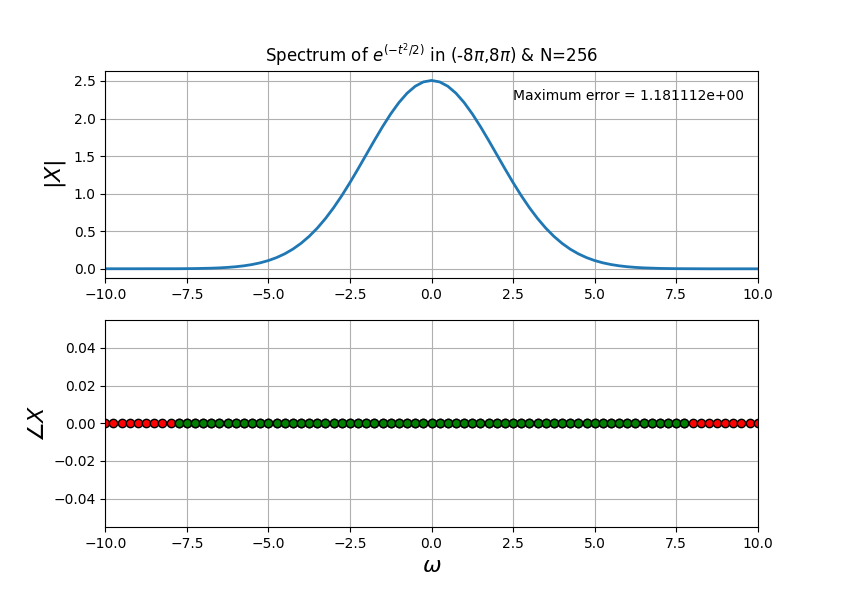 Spectrum of e^{(−t^2/2)} in (-8π,8π) & N=256
Maximum error = 1.181112e+00
|X|
2.5
2.0
1.5
1.0
0.5
0.0
−10.0 −7.5 −5.0 −2.5 0.0 2.5 5.0 7.5 10.0
∠X
0.04
0.02
0.00
−0.02
−0.04
−10.0 −7.5 −5.0 −2.5 0.0 2.5 5.0 7.5 10.0
ω